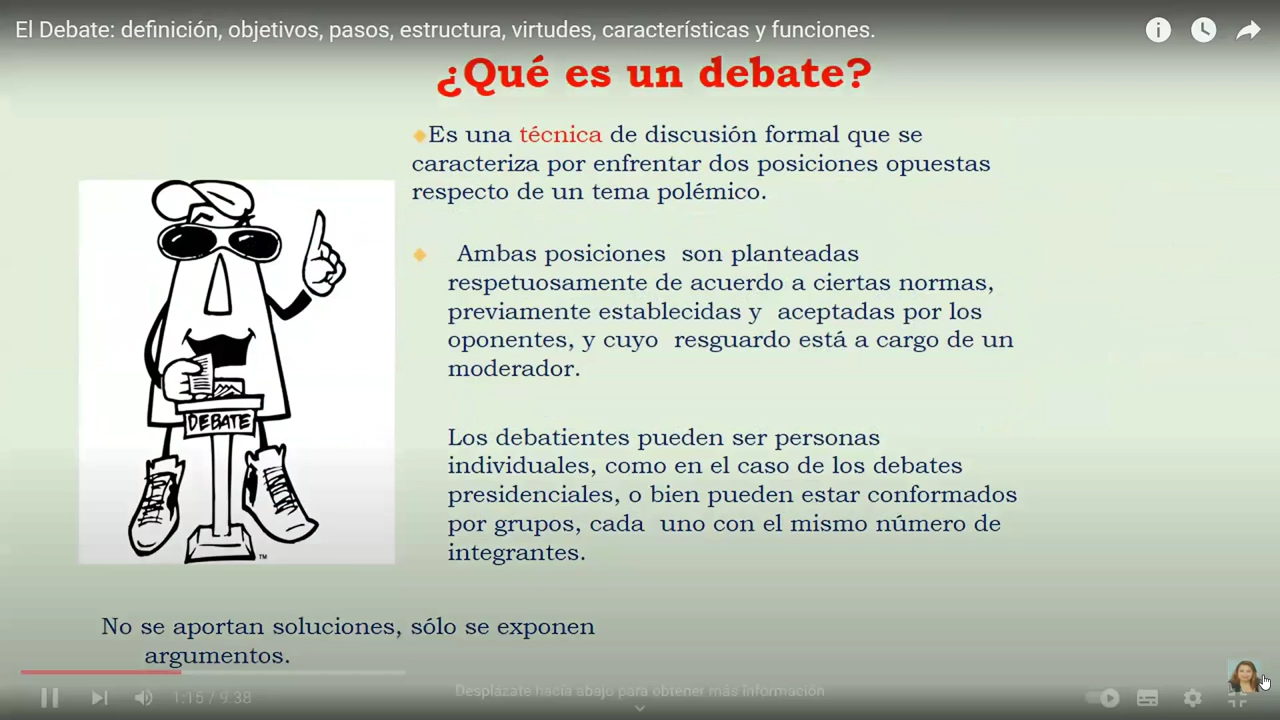 El Debate: definición, objetivos, pasos, estructura, virtudes, características y funciones.
¿Qué es un debate?
Es una técnica de discusión formal que se
caracteriza por enfrentar dos posiciones opuestas
respecto de un tema polémico.
Ambas posiciones son planteadas
respetuosamente de acuerdo a ciertas normas,
previamente establecidas y aceptadas por los
oponentes, y cuyo resguardo está a cargo de un
moderador.
DEBATE
TM
Los debatientes pueden ser personas
individuales, como en el caso de los debates
presidenciales, o bien pueden estar conformados
por grupos, cada uno con el mismo número de
integrantes.
No se aportan soluciones, sólo se exponen
argumentos.
1:15 / 9:38
Desplázate hacia abajo para obtener más información